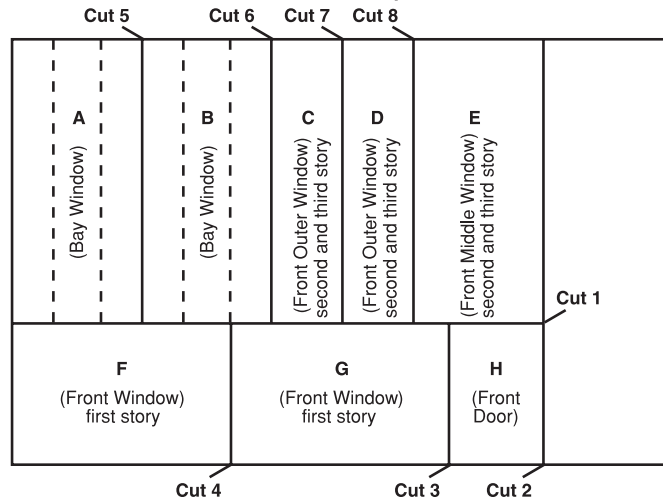 Cut 5
Cut 6
Cut 7
Cut 8
A
(Bay Window)
B
(Bay Window)
C
(Front Outer Window)
second and third story
D
(Front Outer Window)
second and third story
E
(Front Middle Window)
second and third story
Cut 1
F
(Front Window)
first story
G
(Front Window)
first story
H
(Front
Door)
Cut 4
Cut 3
Cut 2